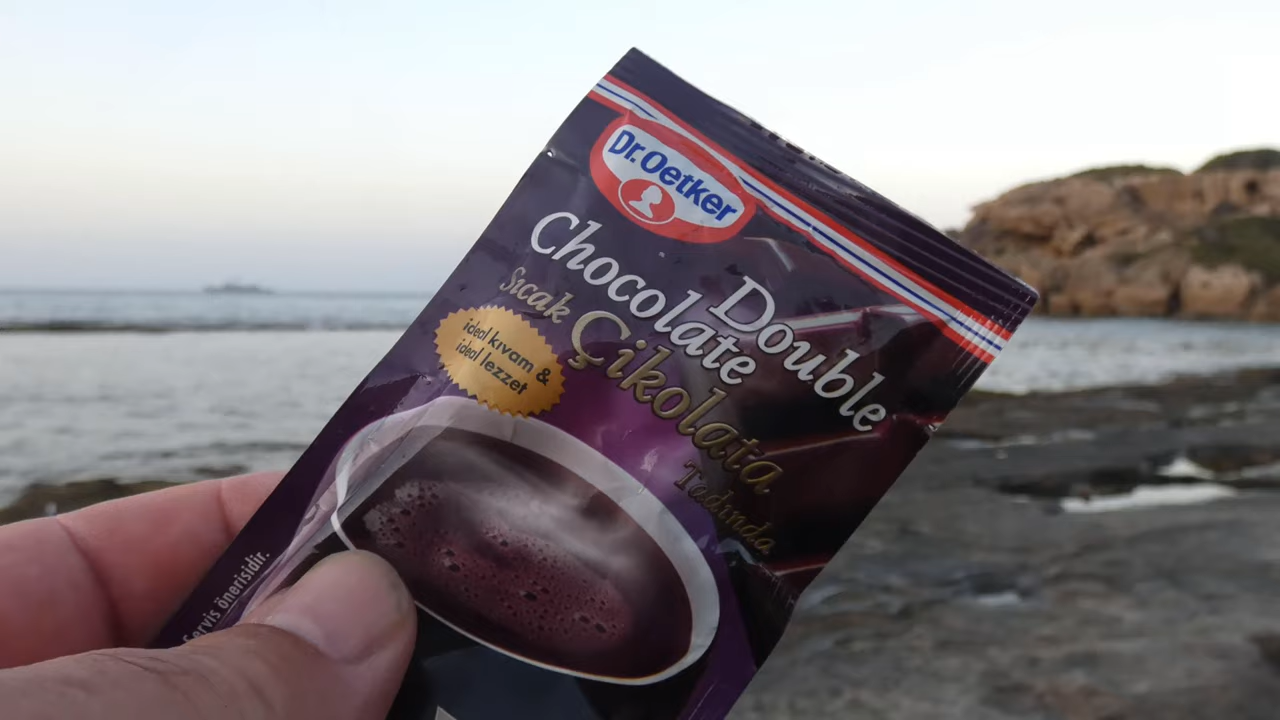 Dr.Oetker
Double
Chocolate
Sıcak
Çikolata
Tadında
ideal kıvam &
ideal lezzet
Servis önerisidir.